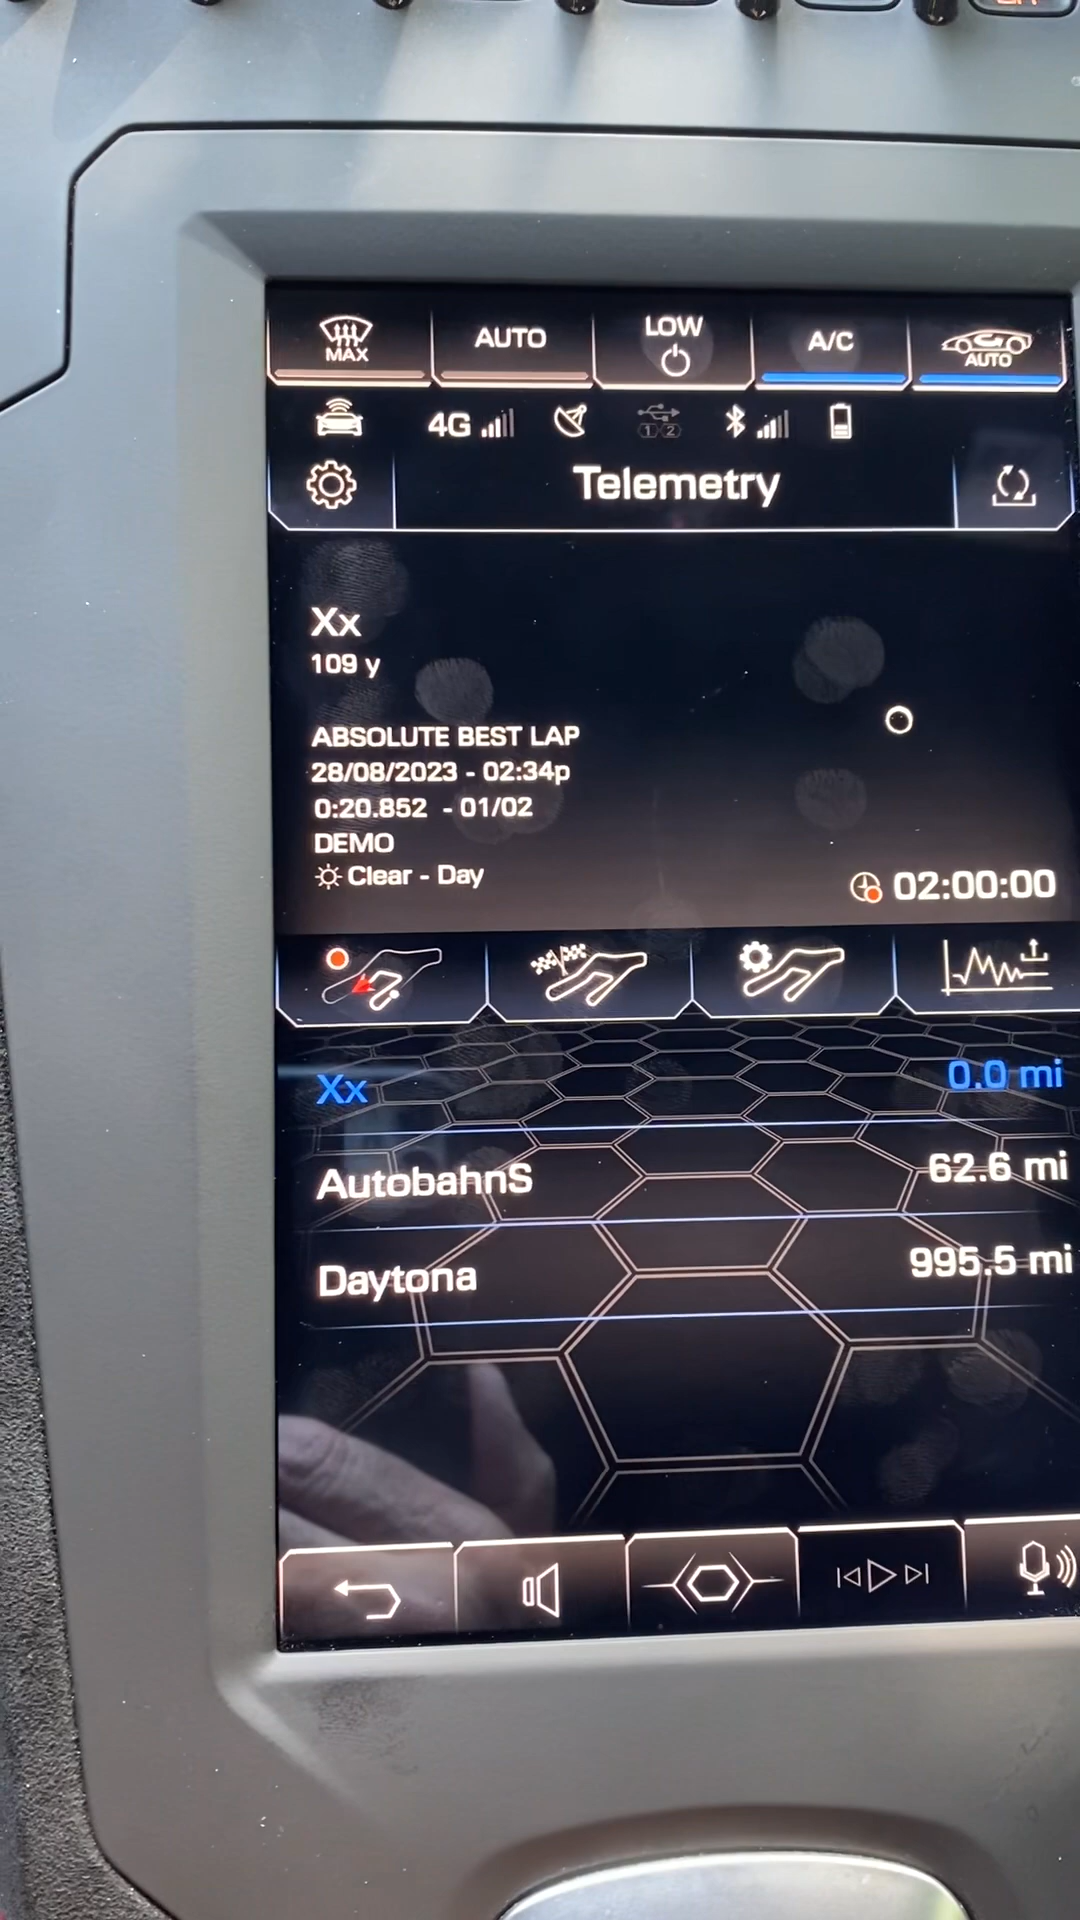 MAX
AUTO
LOW
A/C
AUTO
4G
1 2
Telemetry
Xx
109 y
ABSOLUTE BEST LAP
28/08/2023 - 02:34p
0:20.852 - 01/02
DEMO
Clear - Day
02:00:00
Xx 0.0 mi
AutobahnS 62.6 mi
Daytona 995.5 mi